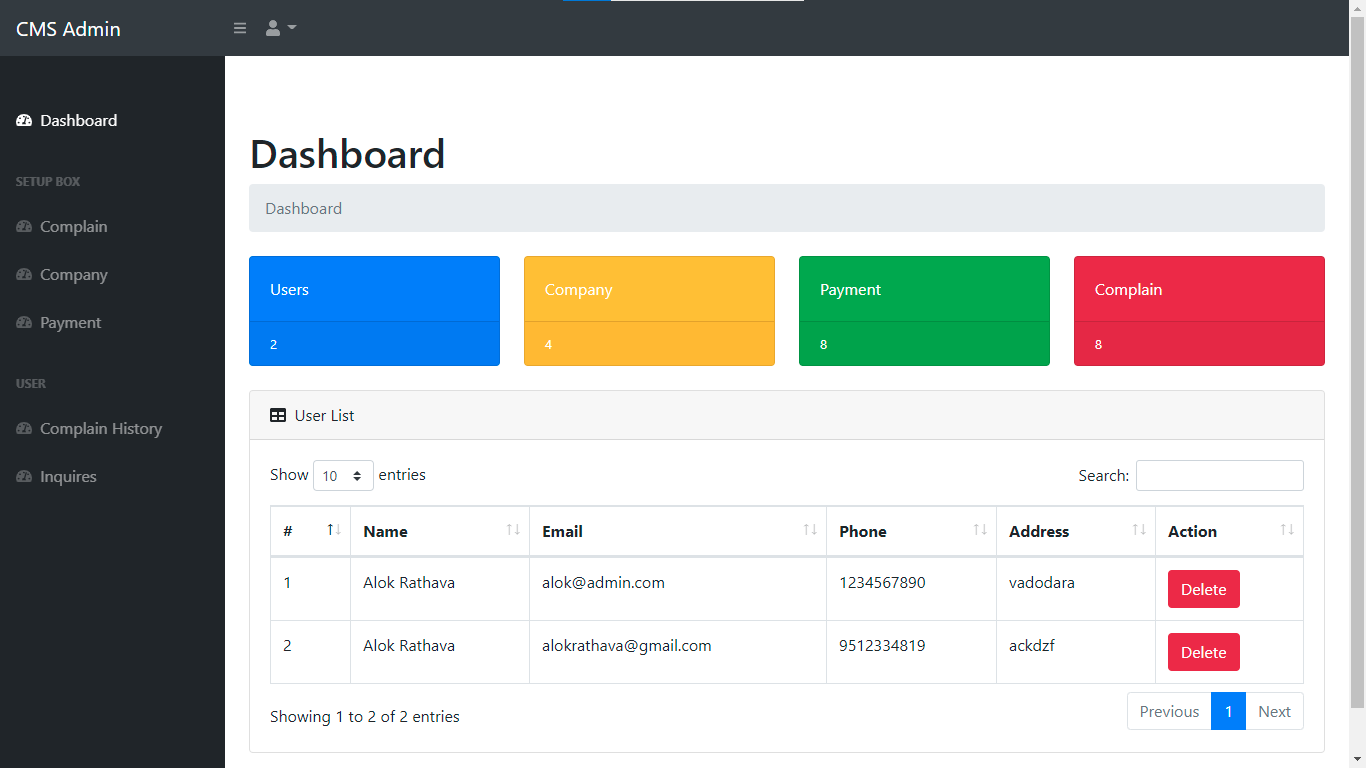 CMS Admin
Dashboard
SETUP BOX
Complain
Company
Payment
USER
Complain History
Inquires
Dashboard
Dashboard
Users Company Payment Complain
2 4 8 8
User List
Show 10 entries Search:
# Name Email Phone Address Action
1 Alok Rathava alok@admin.com 1234567890 vadodara Delete
2 Alok Rathava alokrathava@gmail.com 9512334819 ackdzf Delete
Showing 1 to 2 of 2 entries Previous 1 Next